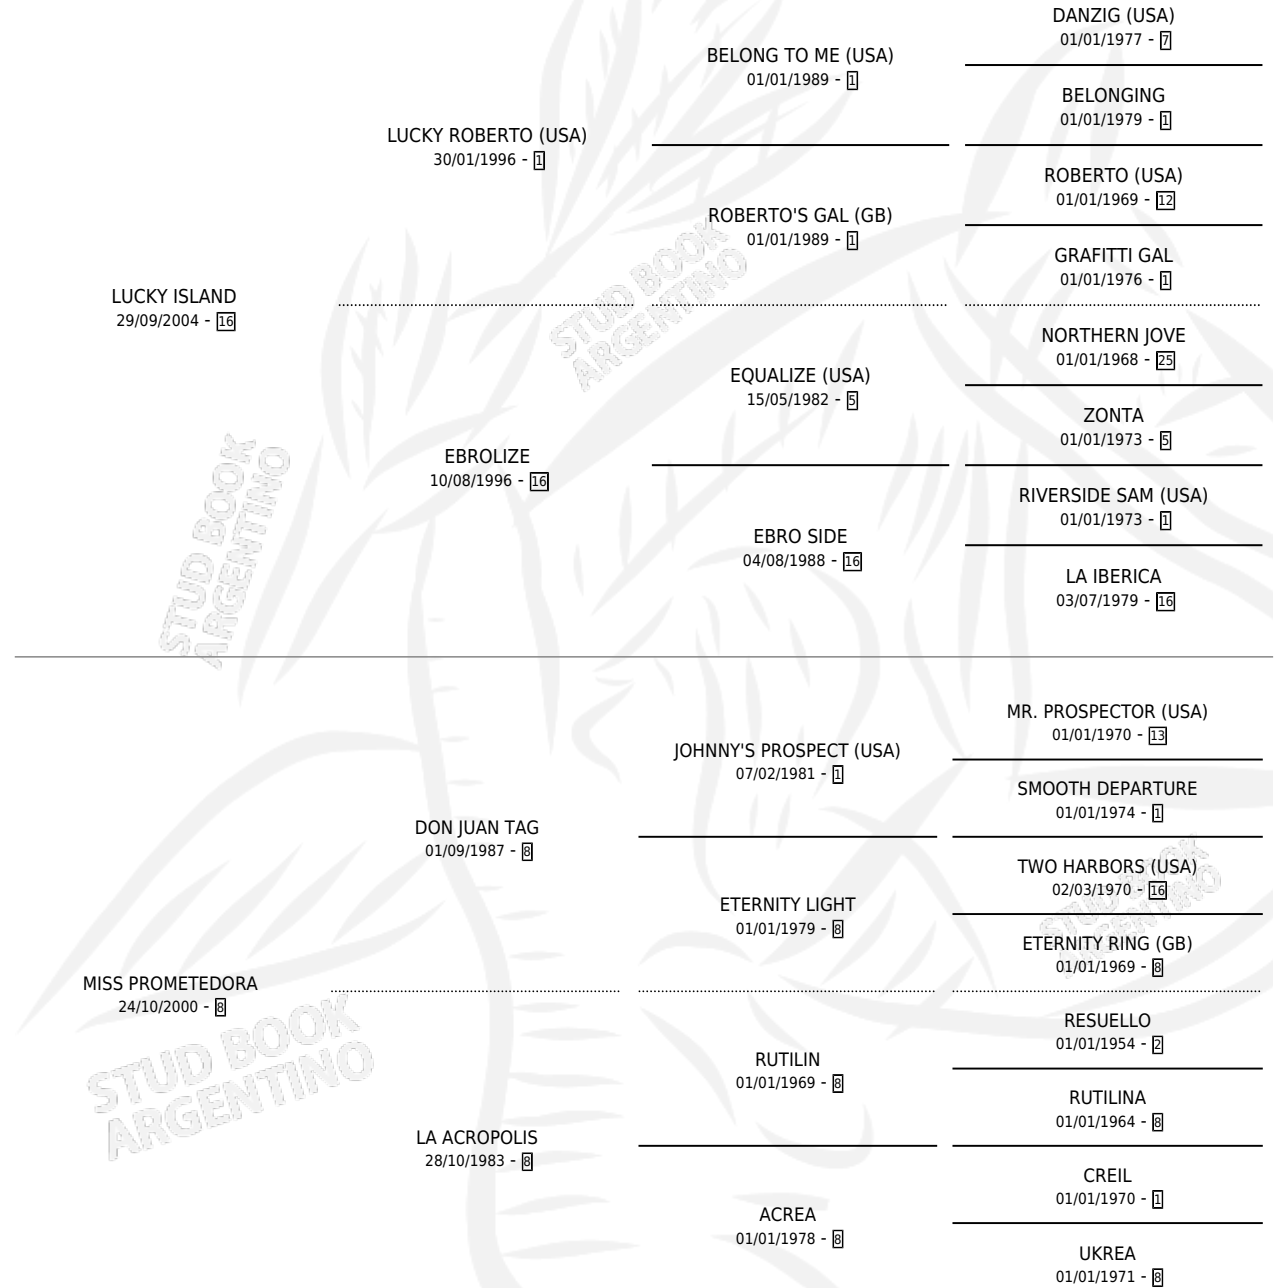 DANZIG (USA)
01/01/1977 - 7
BELONG TO ME (USA)
01/01/1989 - 1
BELONGING
01/01/1979 - 1
LUCKY ROBERTO (USA)
30/01/1996 - 1
ROBERTO (USA)
01/01/1969 - 12
ROBERTO'S GAL (GB)
01/01/1989 - 1
GRAFITTI GAL
01/01/1976 - 1
LUCKY ISLAND
29/09/2004 - 16
STUD BOOK
ARGENTINO
NORTHERN JOVE
01/01/1968 - 25
EQUALIZE (USA)
15/05/1982 - 5
ZONTA
01/01/1973 - 5
EBROLIZE
10/08/1996 - 16
RIVERSIDE SAM (USA)
01/01/1973 - 1
EBRO SIDE
04/08/1988 - 16
LA IBERICA
03/07/1979 - 16
STUD BOOK
ARGENTINO
MR. PROSPECTOR (USA)
01/01/1970 - 13
JOHNNY'S PROSPECT (USA)
07/02/1981 - 1
SMOOTH DEPARTURE
01/01/1974 - 1
DON JUAN TAG
01/09/1987 - 8
TWO HARBORS (USA)
02/03/1970 - 16
ETERNITY LIGHT
01/01/1979 - 8
STUD BOOK
ARGENTINO
ETERNITY RING (GB)
01/01/1969 - 8
MISS PROMETEDORA
24/10/2000 - 8
STUD BOOK
ARGENTINO
RESUELLO
01/01/1954 - 2
RUTILIN
01/01/1969 - 8
RUTILINA
01/01/1964 - 8
LA ACROPOLIS
28/10/1983 - 8
CREIL
01/01/1970 - 1
ACREA
01/01/1978 - 8
UKREA
01/01/1971 - 8